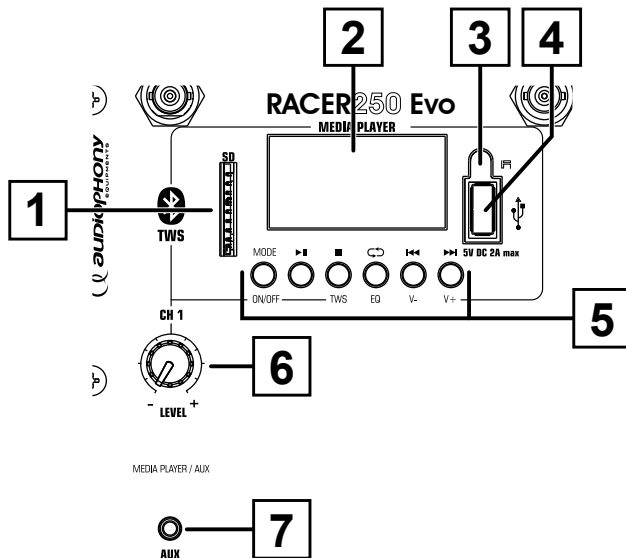 2
3
4
RACER250 Evo
MEDIA PLAYER
SD
audiophony
1
TWS
5V DC 2A max
MODE
ON/OFF
TWS
EQ
V-
V+
5
CH 1
6
- LEVEL +
MEDIA PLAYER / AUX
7
AUX